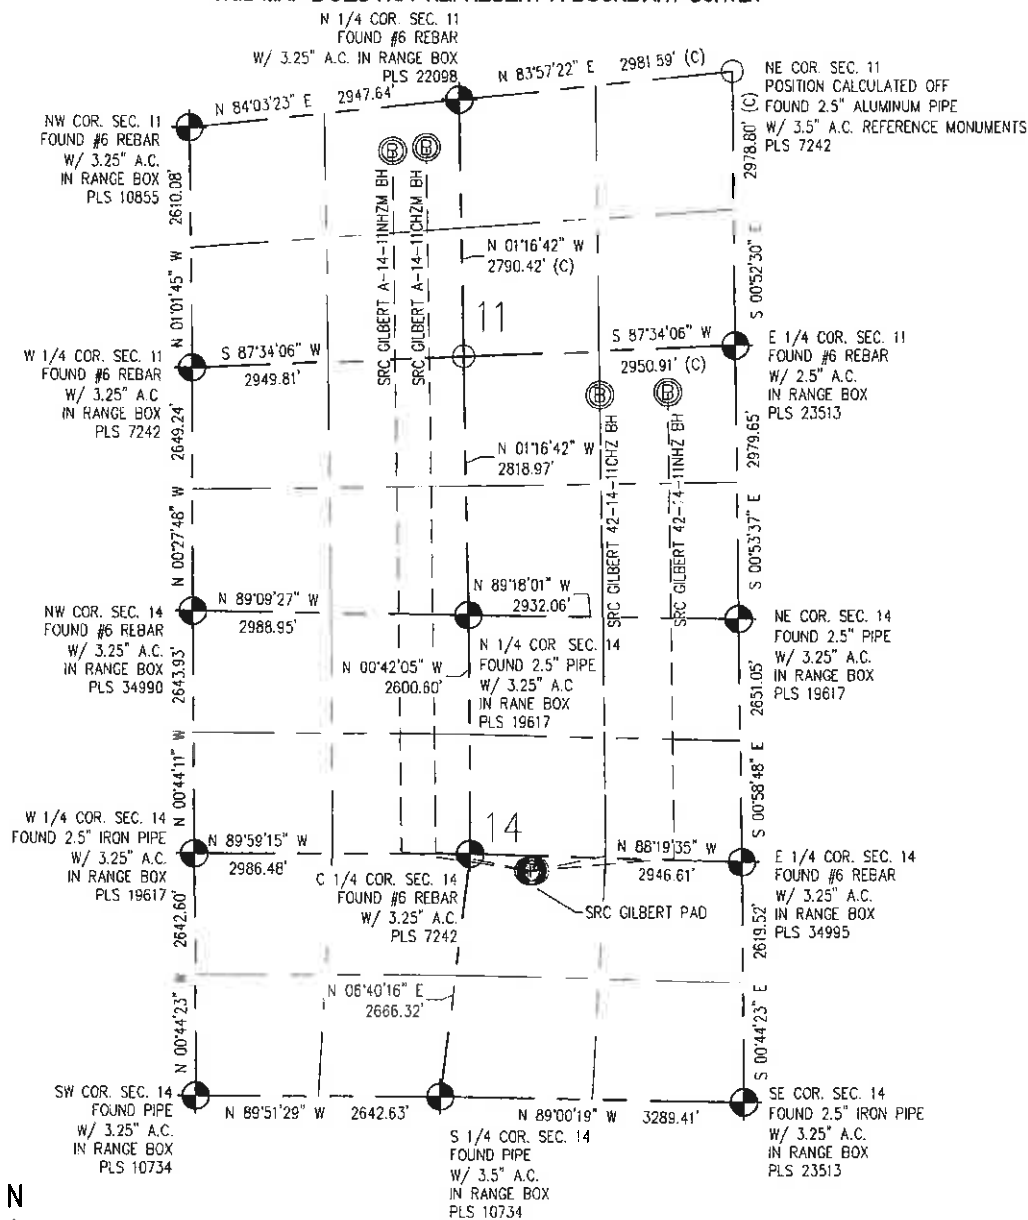 N 1/4 COR. SEC. 11
FOUND #6 REBAR
W/ 3.25" A.C. IN RANGE BOX
PLS 22098
N 84°03'23" E
2947.64'
N 83°57'22" E
2981.59' (C)
NE COR. SEC. 11
POSITION CALCULATED OFF
FOUND 2.5" ALUMINUM PIPE
W/ 3.5" A.C. REFERENCE MONUMENTS
PLS 7242
NW COR. SEC. 11
FOUND #6 REBAR
W/ 3.25" A.C.
IN RANGE BOX
PLS 10855
2610.08'
N 01°01'45" W
B
B
SRC GILBERT A-14-11NHZM BH
SRC GILBERT A-14-11CHZM BH
N 01°16'42" W
2790.42' (C)
2978.80' (C)
S 00°52'30" E
11
W 1/4 COR. SEC. 11
FOUND #6 REBAR
W/ 3.25" A.C
IN RANGE BOX
PLS 7242
S 87°34'06" W
2949.81'
S 87°34'06" W
2950.91' (C)
E 1/4 COR. SEC. 11
FOUND #6 REBAR
W/ 2.5" A.C.
IN RANGE BOX
PLS 23513
B
B
2649.24'
N 00°27'48" W
N 01°16'42" W
2818.97'
SRC GILBERT 42-14-11CHZ BH
SRC GILBERT 42-14-11NHZ BH
2979.65'
S 00°53'37" E
NW COR. SEC. 14
FOUND #6 REBAR
W/ 3.25" A.C.
IN RANGE BOX
PLS 34990
N 89°09'27" W
2988.95'
N 89°18'01" W
2932.06'
NE COR. SEC. 14
FOUND 2.5" PIPE
W/ 3.25" A.C.
IN RANGE BOX
PLS 19617
N 1/4 COR SEC. 14
FOUND 2.5" PIPE
W/ 3.25" A.C
IN RANE BOX
PLS 19617
N 00°42'05" W
2600.60'
2643.93'
N 00°44'11" W
2651.05'
S 00°58'48" E
14
W 1/4 COR. SEC. 14
FOUND 2.5" IRON PIPE
W/ 3.25" A.C.
IN RANGE BOX
PLS 19617
N 89°59'15" W
2986.48'
N 88°19'35" W
2946.61'
E 1/4 COR. SEC. 14
FOUND #6 REBAR
W/ 3.25" A.C.
IN RANGE BOX
PLS 34995
C 1/4 COR. SEC. 14
FOUND #6 REBAR
W/ 3.25" A.C.
PLS 7242
SRC GILBERT PAD
2642.60'
N 00°44'23" W
N 06°40'16" E
2666.32'
2619.52'
S 00°44'23" E
SW COR. SEC. 14
FOUND PIPE
W/ 3.25" A.C.
IN RANGE BOX
PLS 10734
N 89°51'29" W
2642.63'
N 89°00'19" W
3289.41'
SE COR. SEC. 14
FOUND 2.5" IRON PIPE
W/ 3.25" A.C.
IN RANGE BOX
PLS 23513
S 1/4 COR. SEC. 14
FOUND PIPE
W/ 3.5" A.C.
IN RANGE BOX
PLS 10734
N